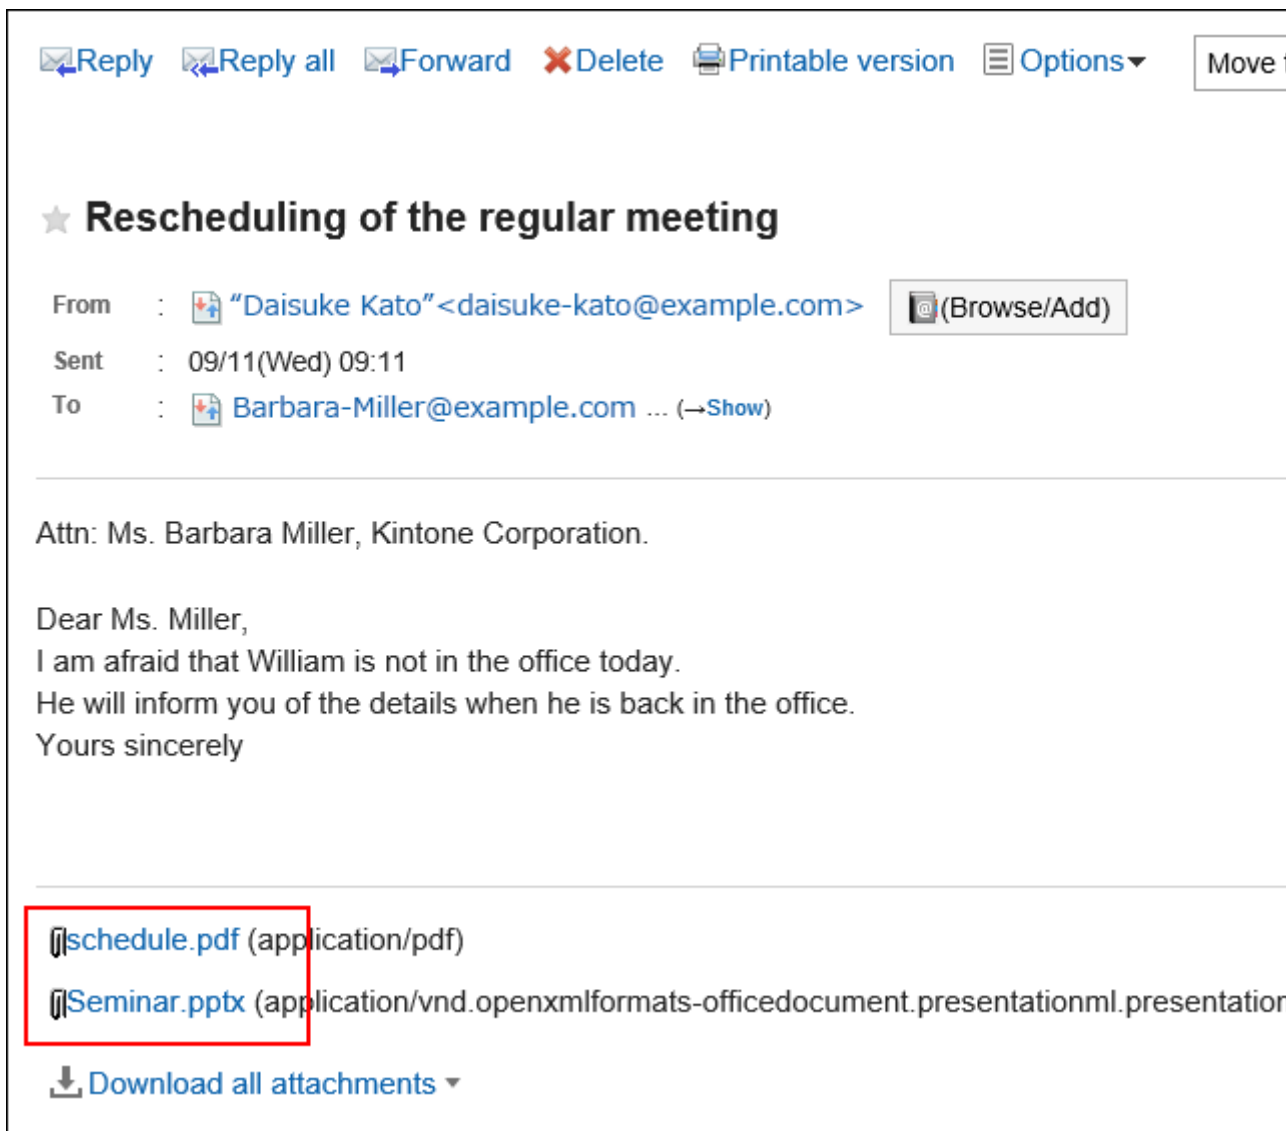 Reply Reply all Forward Delete Printable version Options Move
Rescheduling of the regular meeting
From : “Daisuke Kato”<daisuke-kato@example.com> (Browse/Add)
Sent : 09/11(Wed) 09:11
To : Barbara-Miller@example.com ... (→Show)
Attn: Ms. Barbara Miller, Kintone Corporation.
Dear Ms. Miller,
I am afraid that William is not in the office today.
He will inform you of the details when he is back in the office.
Yours sincerely
schedule.pdf (application/pdf)
Seminar.pptx (application/vnd.openxmlformats-officedocument.presentationml.presentation
Download all attachments